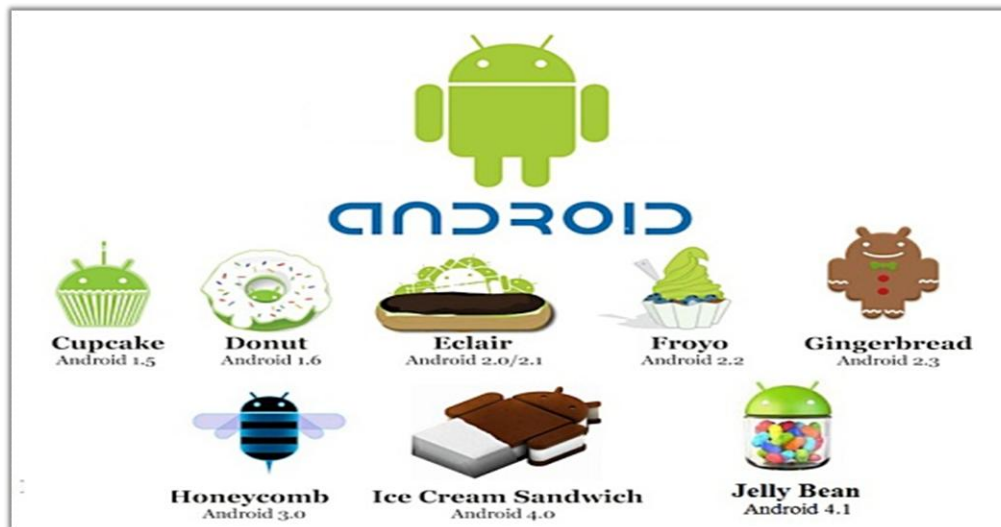 ANDROID
Cupcake
Android 1.5
Donut
Android 1.6
Eclair
Android 2.0/2.1
Froyo
Android 2.2
Gingerbread
Android 2.3
Honeycomb
Android 3.0
Ice Cream Sandwich
Android 4.0
Jelly Bean
Android 4.1